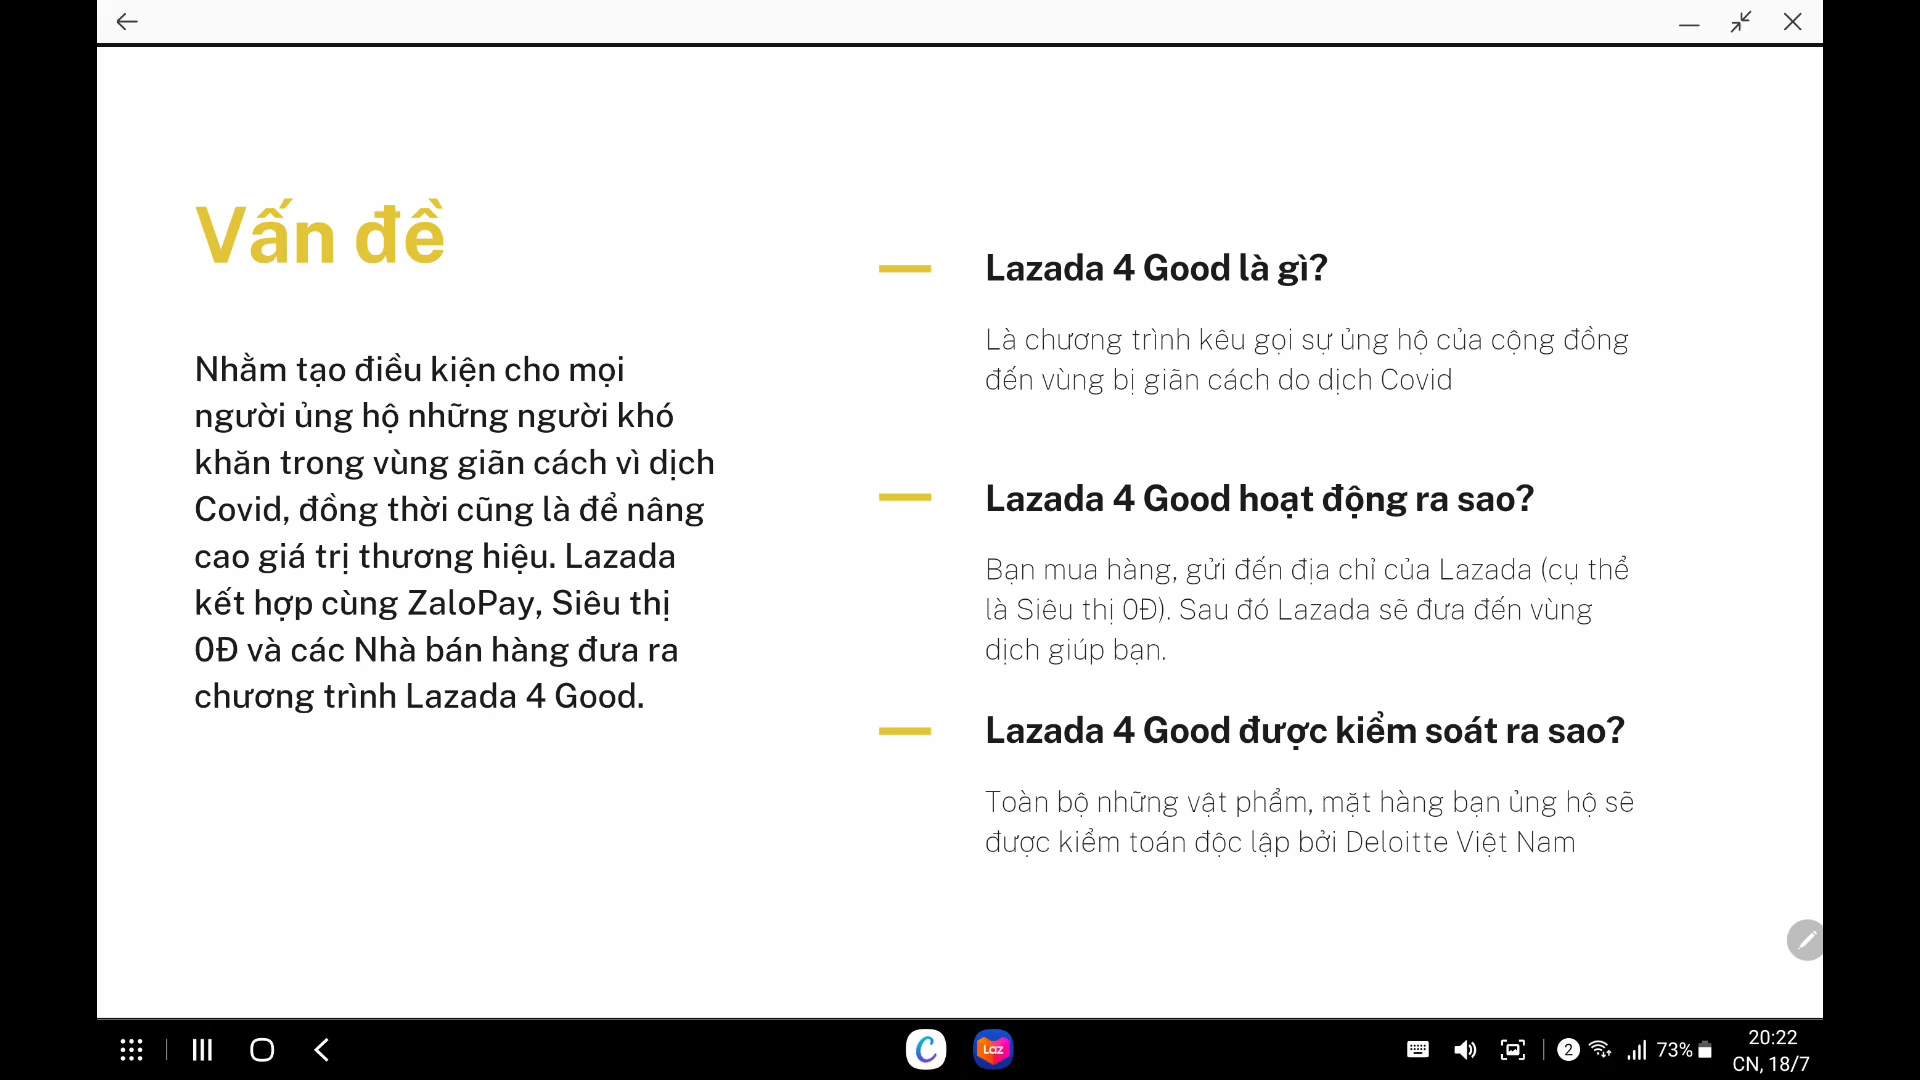 Vấn đề
Nhằm tạo điều kiện cho mọi
người ủng hộ những người khó
khăn trong vùng giãn cách vì dịch
Covid, đồng thời cũng là để nâng
cao giá trị thương hiệu. Lazada
kết hợp cùng ZaloPay, Siêu thị
0Đ và các Nhà bán hàng đưa ra
chương trình Lazada 4 Good.
Lazada 4 Good là gì?
Là chương trình kêu gọi sự ủng hộ của cộng đồng
đến vùng bị giãn cách do dịch Covid
Lazada 4 Good hoạt động ra sao?
Bạn mua hàng, gửi đến địa chỉ của Lazada (cụ thể
là Siêu thị 0Đ). Sau đó Lazada sẽ đưa đến vùng
dịch giúp bạn.
Lazada 4 Good được kiểm soát ra sao?
Toàn bộ những vật phẩm, mặt hàng bạn ủng hộ sẽ
được kiểm toán độc lập bởi Deloitte Việt Nam
C
Laz
2
73%
20:22
CN, 18/7